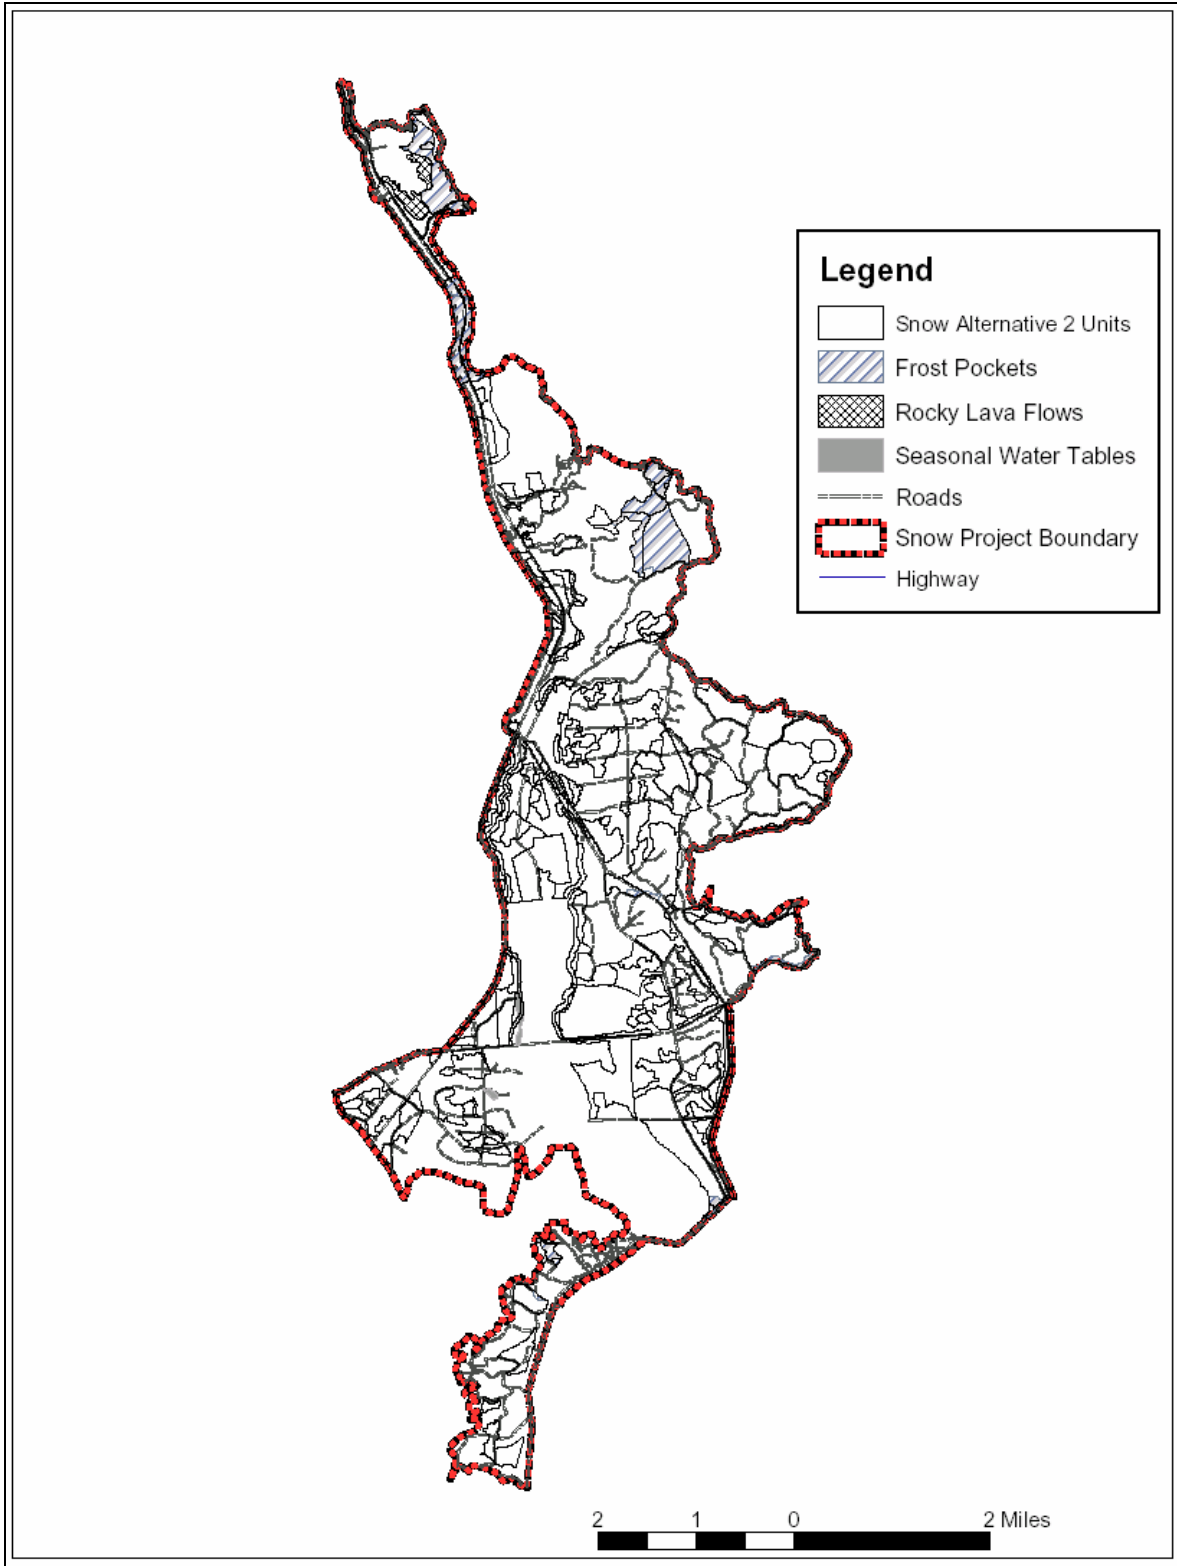 Legend
Snow Alternative 2 Units
Frost Pockets
Rocky Lava Flows
Seasonal Water Tables
Roads
Snow Project Boundary
Highway
2 1 0 2 Miles